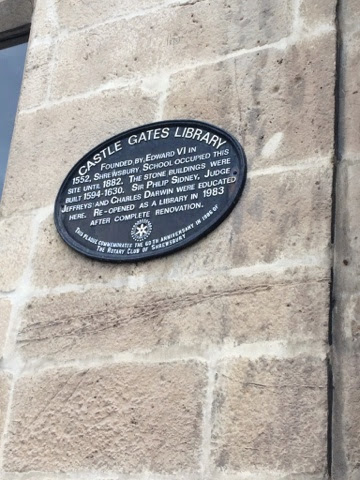 CASTLE GATES LIBRARY
FOUNDED BY EDWARD VI IN
1552, SHREWSBURY SCHOOL OCCUPIED THIS
SITE UNTIL 1882. THE STONE BUILDINGS WERE
BUILT 1594-1630. SIR PHILIP SIDNEY, JUDGE
JEFFREYS AND CHARLES DARWIN WERE EDUCATED
HERE. RE-OPENED AS A LIBRARY IN 1983
AFTER COMPLETE RENOVATION.
THIS PLAQUE COMMEMORATES THE 60TH ANNIVERSARY IN 1986 OF
THE ROTARY CLUB OF SHREWSBURY